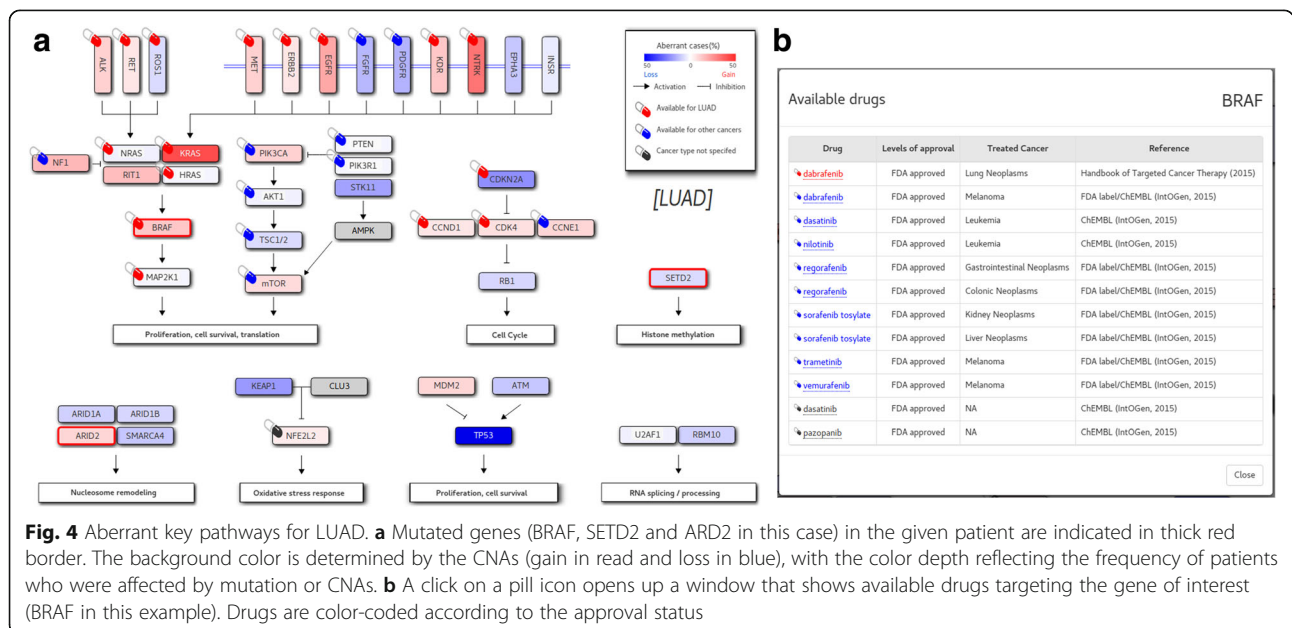 a
ALK
RET
ROS1
MET
ERBB2
EGFR
FGFR
PDGFR
KDR
NTRK
EPHA3
INSR
Aberrant cases(%)
50 0 50
Loss Gain
Activation Inhibition
Available for LUAD
Available for other cancers
Cancer type not specifed
[LUAD]
NF1
NRAS KRAS
RIT1 HRAS
BRAF
MAP2K1
PIK3CA
AKT1
TSC1/2
mTOR
PTEN
PIK3R1
STK11
AMPK
CDKN2A
CCND1 CDK4 CCNE1
RB1
SETD2
Proliferation, cell survival, translation
Cell Cycle
Histone methylation
ARID1A ARID1B
ARID2 SMARCA4
Nucleosome remodeling
KEAP1 CLU3
NFE2L2
Oxidative stress response
MDM2 ATM
TP53
Proliferation, cell survival
U2AF1 RBM10
RNA splicing / processing
b
Available drugs BRAF
Drug Levels of approval Treated Cancer Reference
dabrafenib FDA approved Lung Neoplasms Handbook of Targeted Cancer Therapy (2015)
dabrafenib FDA approved Melanoma FDA label/ChEMBL (IntOGen, 2015)
dasatinib FDA approved Leukemia ChEMBL (IntOGen, 2015)
nilotinib FDA approved Leukemia ChEMBL (IntOGen, 2015)
regorafenib FDA approved Gastrointestinal Neoplasms FDA label/ChEMBL (IntOGen, 2015)
regorafenib FDA approved Colonic Neoplasms FDA label/ChEMBL (IntOGen, 2015)
sorafenib tosylate FDA approved Kidney Neoplasms FDA label/ChEMBL (IntOGen, 2015)
sorafenib tosylate FDA approved Liver Neoplasms FDA label/ChEMBL (IntOGen, 2015)
trametinib FDA approved Melanoma FDA label/ChEMBL (IntOGen, 2015)
vemurafenib FDA approved Melanoma FDA label/ChEMBL (IntOGen, 2015)
dasatinib FDA approved NA ChEMBL (IntOGen, 2015)
pazopanib FDA approved NA ChEMBL (IntOGen, 2015)
Close
Fig. 4 Aberrant key pathways for LUAD. a Mutated genes (BRAF, SETD2 and ARD2 in this case) in the given patient are indicated in thick red
border. The background color is determined by the CNAs (gain in read and loss in blue), with the color depth reflecting the frequency of patients
who were affected by mutation or CNAs. b A click on a pill icon opens up a window that shows available drugs targeting the gene of interest
(BRAF in this example). Drugs are color-coded according to the approval status